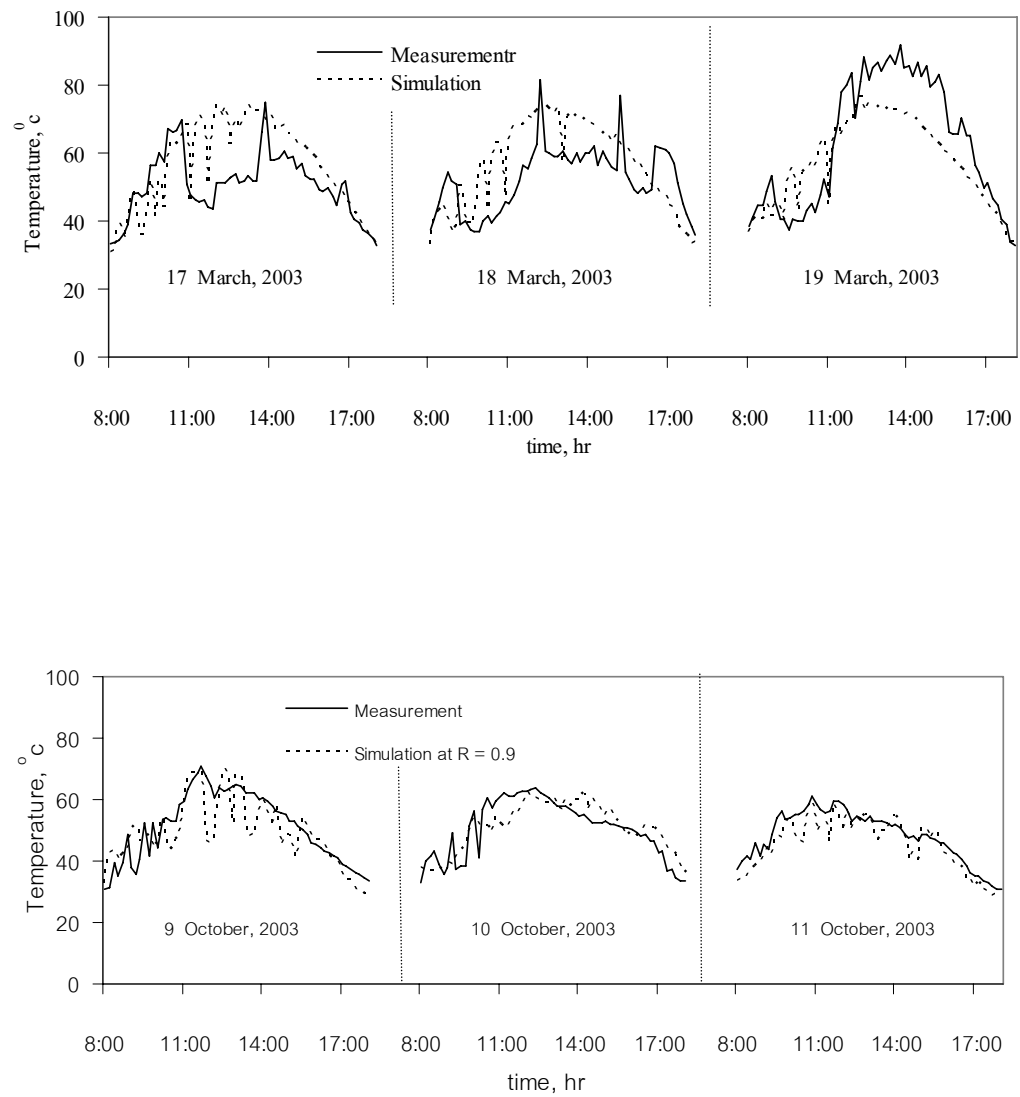 100
80
60
40
20
0
Temperature, 0c
Measurementr
Simulation
17 March, 2003
18 March, 2003
19 March, 2003
8:00 11:00 14:00 17:00 8:00 11:00 14:00 17:00 8:00 11:00 14:00 17:00
time, hr
100
80
60
40
20
0
Temperature, oc
Measurement
Simulation at R = 0.9
9 October, 2003
10 October, 2003
11 October, 2003
8:00 11:00 14:00 17:00 8:00 11:00 14:00 17:00 8:00 11:00 14:00 17:00
time, hr